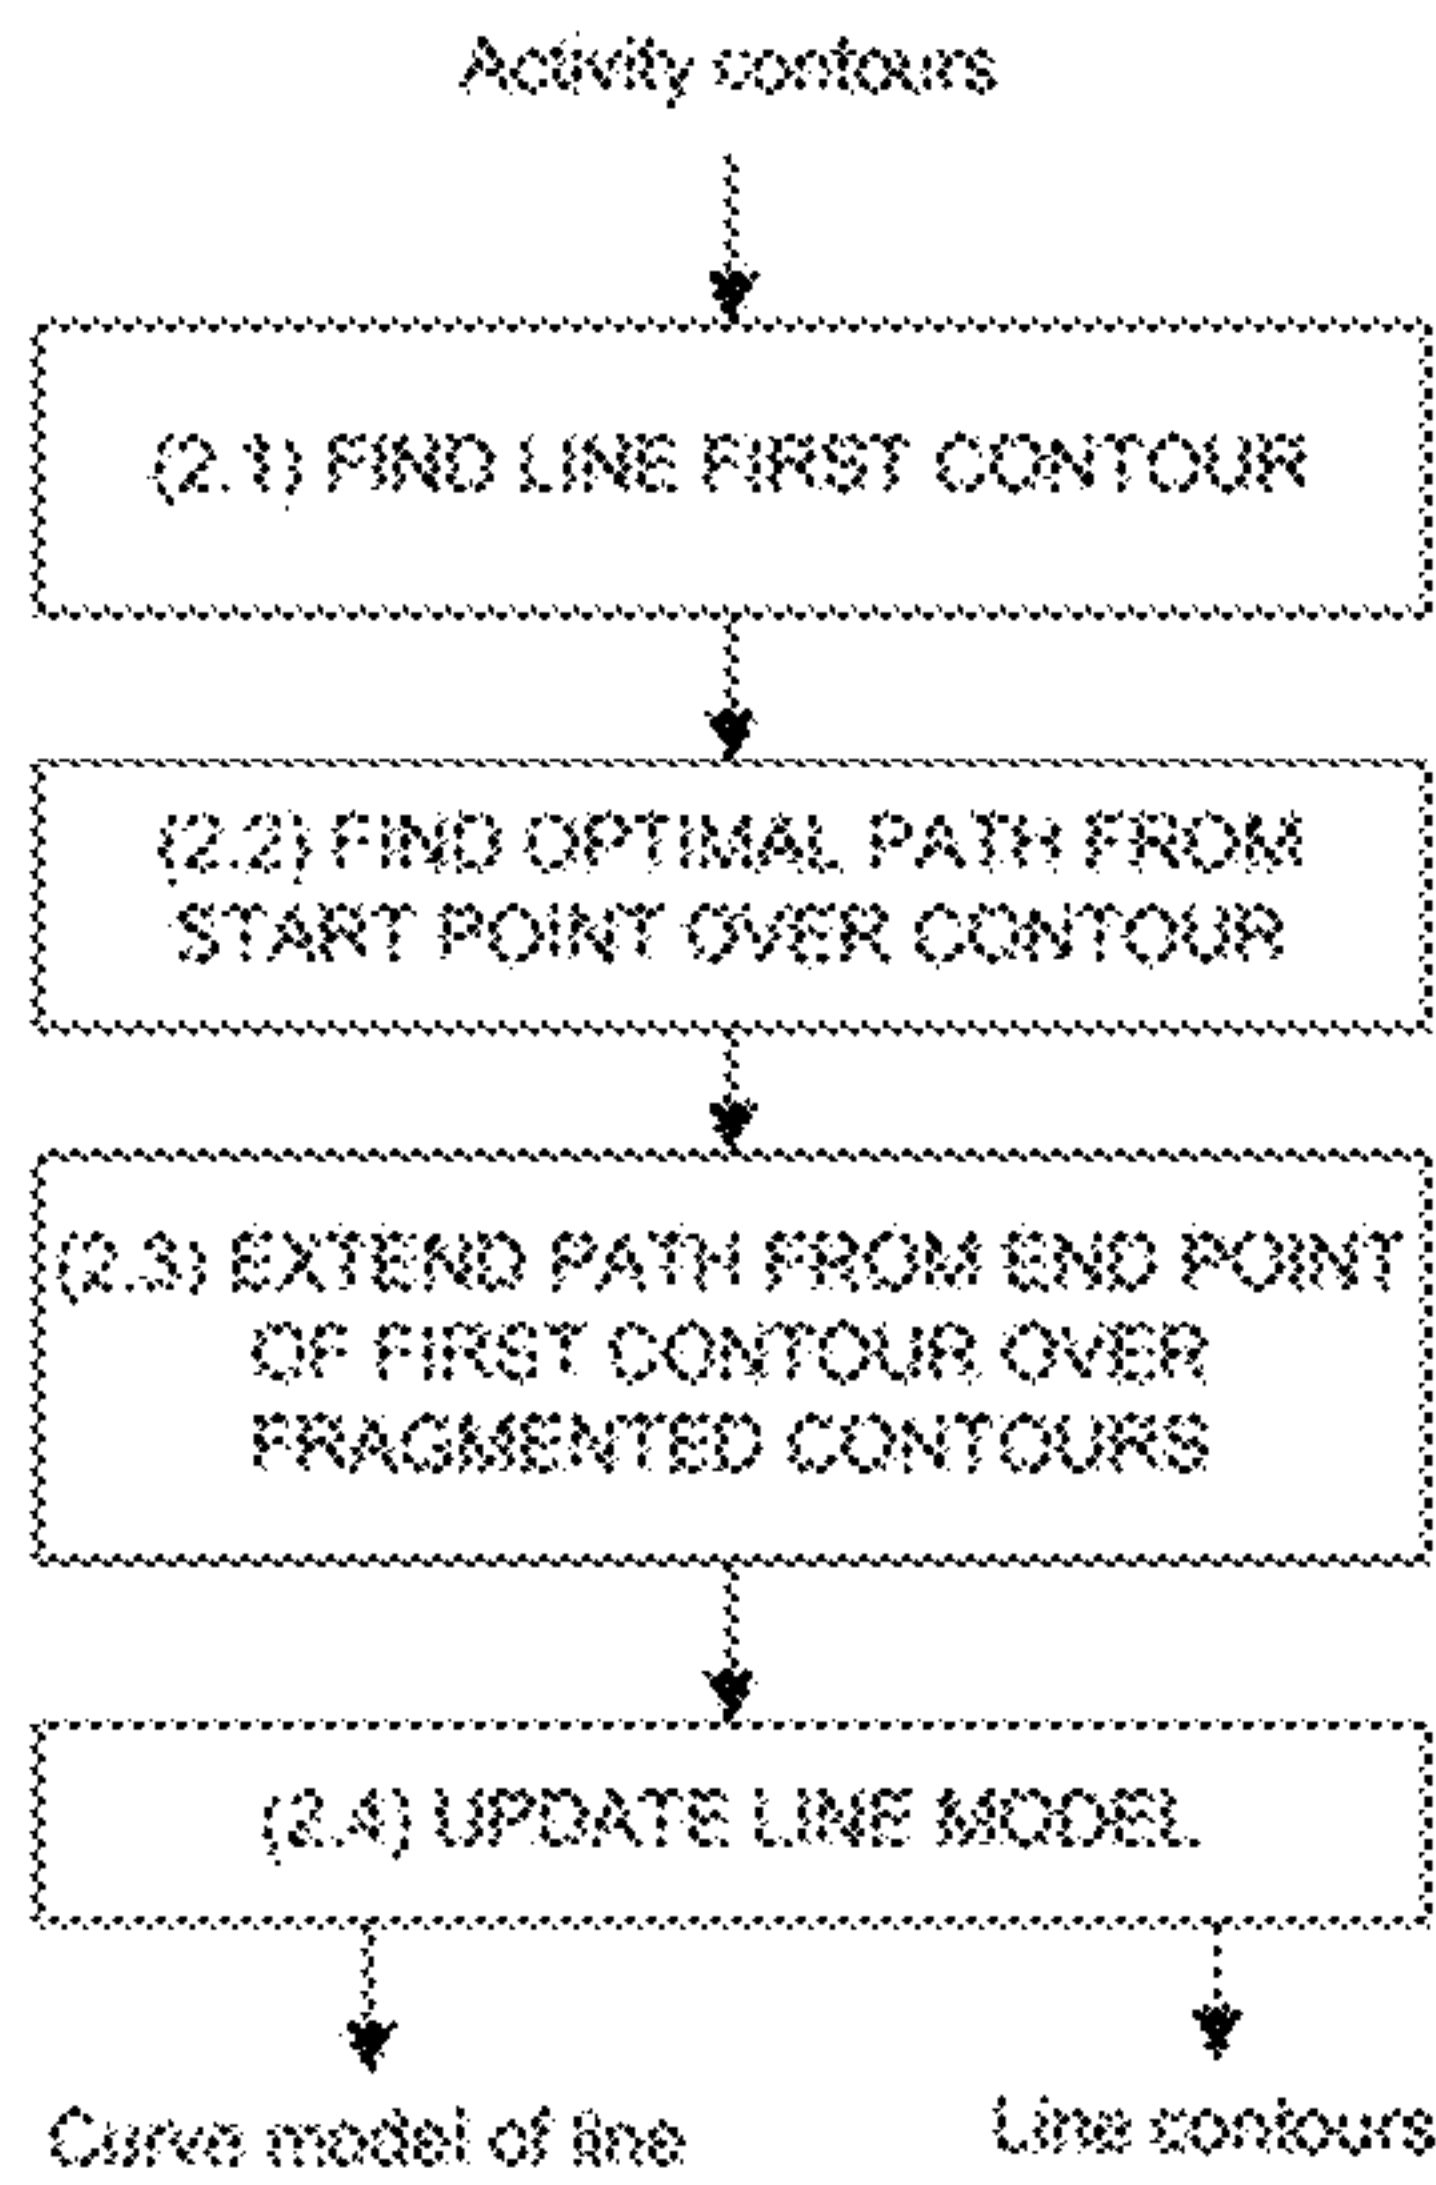 Activity contours
(2.1) FIND LINE FIRST CONTOUR
(2.2) FIND OPTIMAL PATH FROM
START POINT OVER CONTOUR
(2.3) EXTEND PATH FROM END POINT
OF FIRST CONTOUR OVER
FRAGMENTED CONTOURS
(2.4) UPDATE LINE MODEL
Curve model of line
Line contours